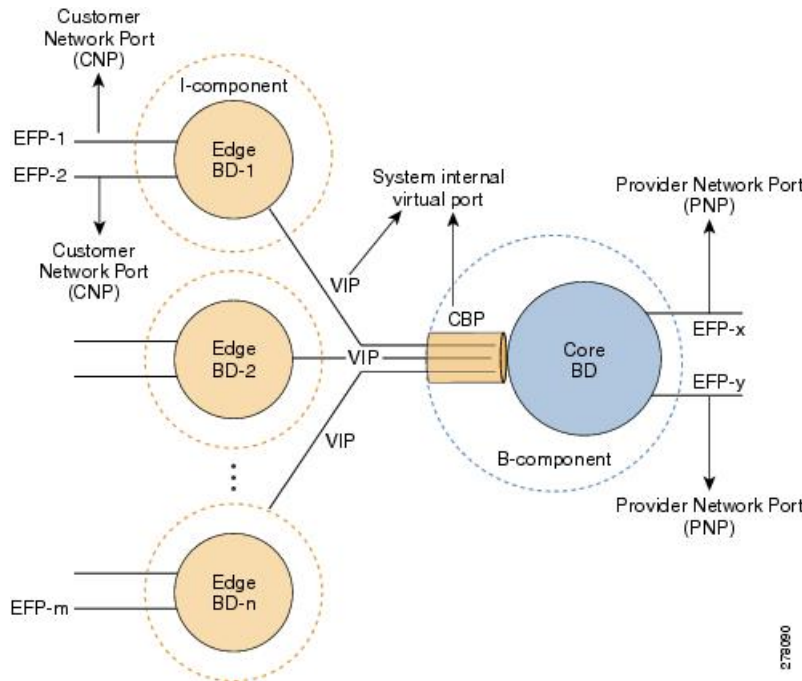 Customer
Network Port
(CNP)
I-component
EFP-1
EFP-2
Edge
BD-1
System internal
virtual port
Provider Network Port
(PNP)
Customer
Network Port
(CNP)
VIP
CBP
EFP-x
Edge
BD-2
VIP
Core
BD
EFP-y
VIP
B-component
Provider Network Port
(PNP)
Edge
BD-n
EFP-m
278090